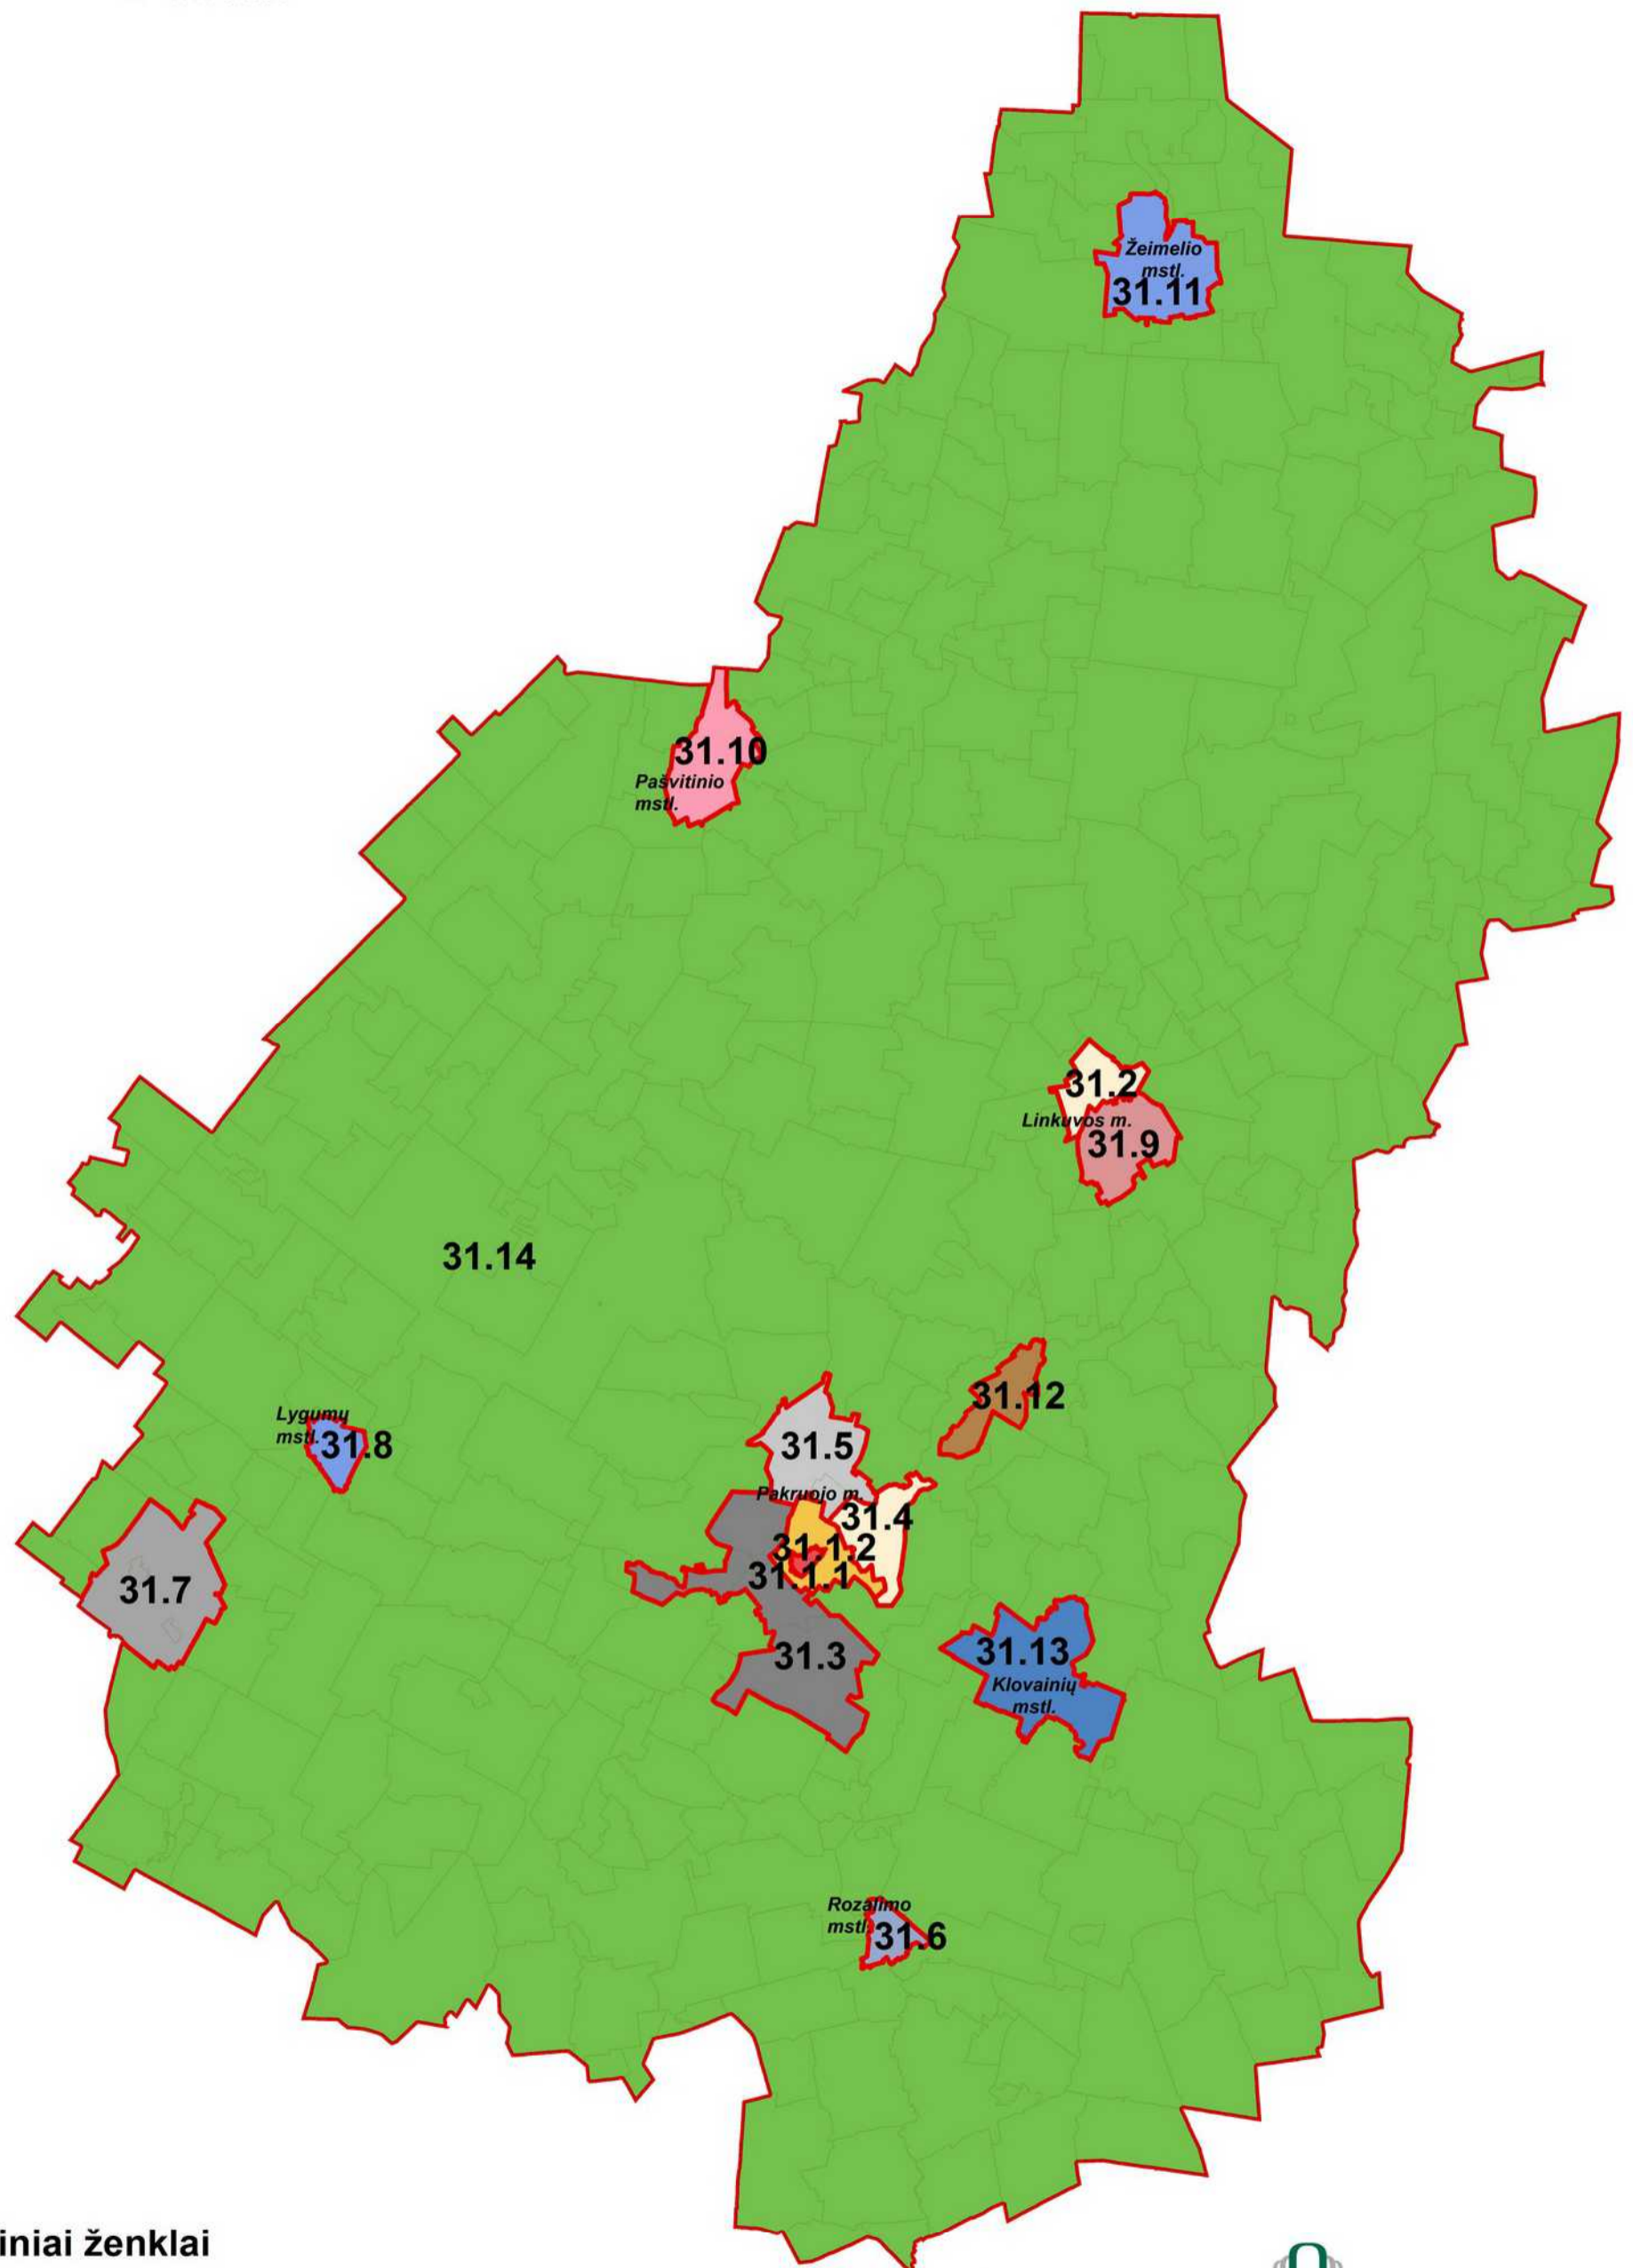 Žeimelio
mstl.
31.11
31.10
Pašvitinio
mstl.
31.2
Linkuvos m.
31.9
31.14
31.12
Lygumų
mstl.
31.8
31.5
Pakruojo m.
31.4
31.1.2
31.1.1
31.7
31.3
31.13
Klovainių
mstl.
Rozalimo
mstl.
31.6
iniai ženklai